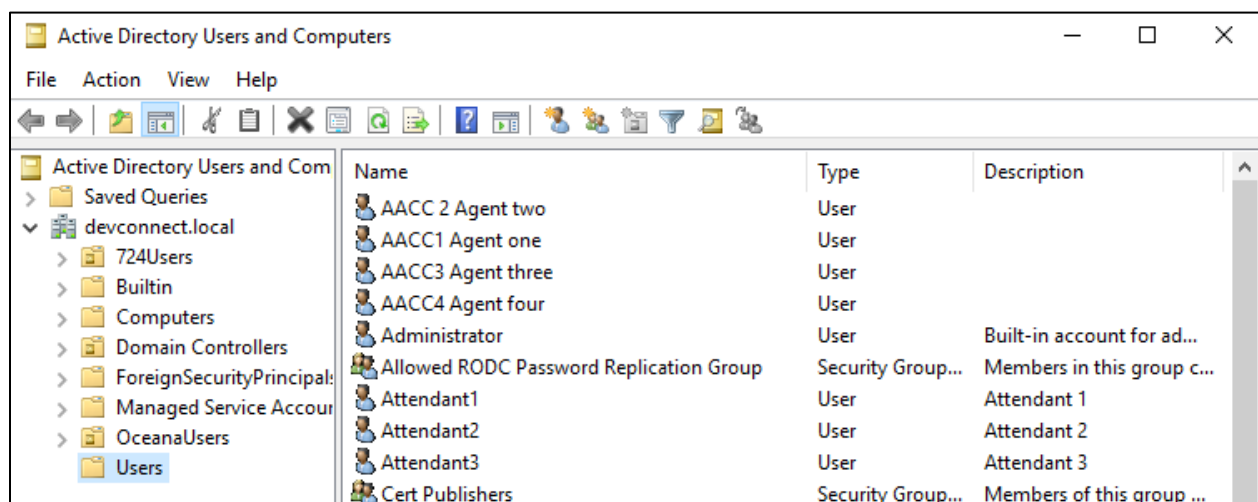 Active Directory Users and Computers
File Action View Help
Active Directory Users and Com
Saved Queries
devconnect.local
724Users
Builtin
Computers
Domain Controllers
ForeignSecurityPrincipal
Managed Service Accour
OceanaUsers
Users
Name Type Description
AACC 2 Agent two User
AACC1 Agent one User
AACC3 Agent three User
AACC4 Agent four User
Administrator User Built-in account for ad...
Allowed RODC Password Replication Group Security Group... Members in this group c...
Attendant1 User Attendant 1
Attendant2 User Attendant 2
Attendant3 User Attendant 3
Cert Publishers Security Group... Members of this group ...